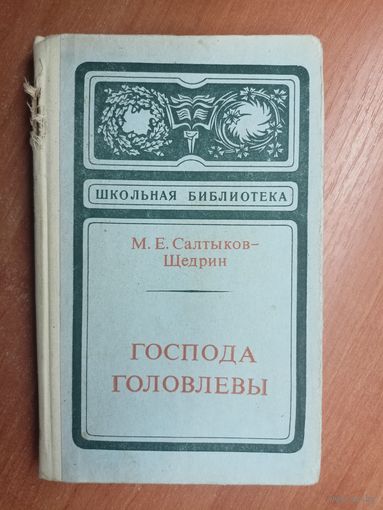 ШКОЛЬНАЯ БИБЛИОТЕКА
М. Е. Салтыков-
Щедрин
ГОСПОДА
ГОЛОВЛЕВЫ